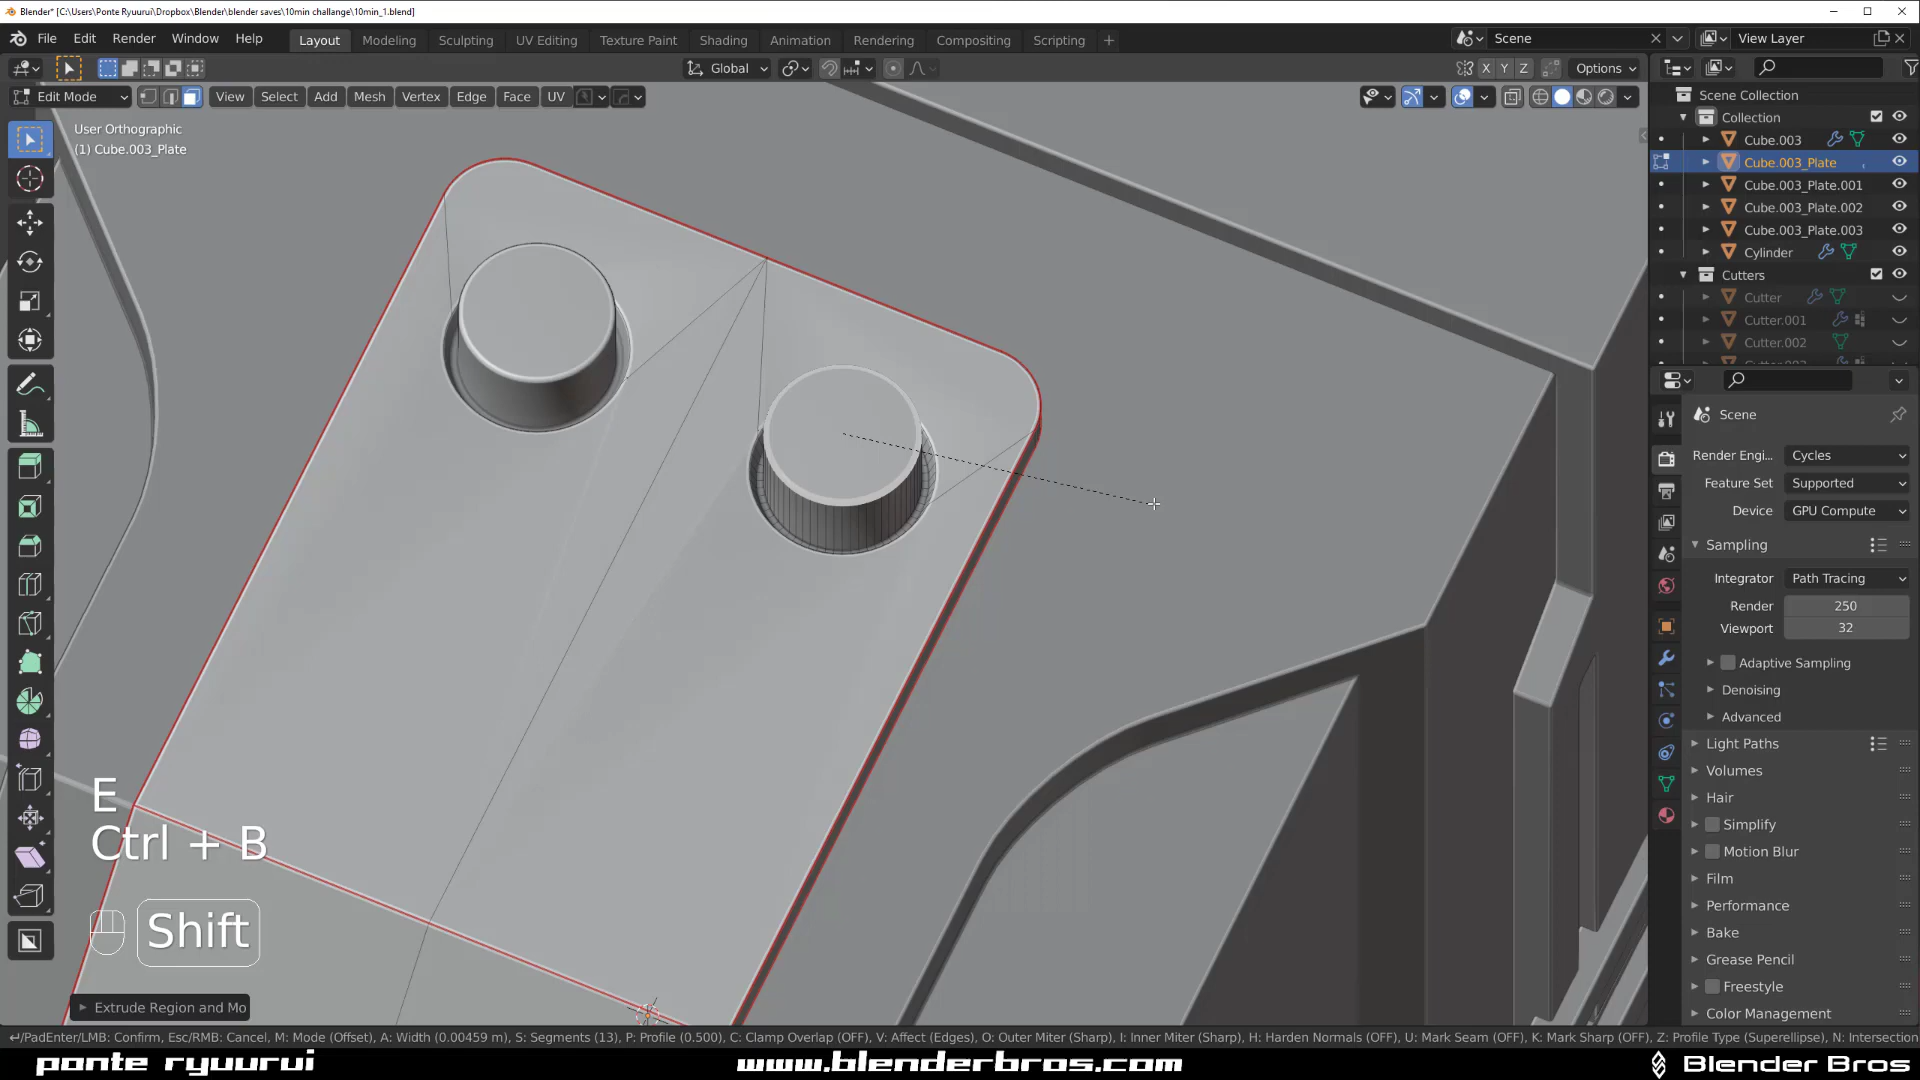 Blender* [C:\Users\Ponte Ryuurui\Dropbox\Blender\blender saves\10min challange\10min_1.blend]
File Edit Render Window Help
Layout Modeling Sculpting UV Editing Texture Paint Shading Animation Rendering Compositing Scripting +
Scene
View Layer
Global
X Y Z
Options
Edit Mode
View Select Add Mesh Vertex Edge Face UV
User Orthographic
(1) Cube.003_Plate
Scene Collection
Collection
Cube.003
Cube.003_Plate
Cube.003_Plate.001
Cube.003_Plate.002
Cube.003_Plate.003
Cylinder
Cutters
Cutter
Cutter.001
Cutter.002
Scene
Render Engi... Cycles
Feature Set Supported
Device GPU Compute
Sampling
Integrator Path Tracing
Render 250
Viewport 32
Adaptive Sampling
Denoising
Advanced
Light Paths
Volumes
Hair
Simplify
Motion Blur
Film
Performance
Bake
Grease Pencil
Freestyle
Color Management
E
Ctrl + B
Shift
Extrude Region and Mo
↵/PadEnter/LMB: Confirm, Esc/RMB: Cancel, M: Mode (Offset), A: Width (0.00459 m), S: Segments (13), P: Profile (0.500), C: Clamp Overlap (OFF), V: Affect (Edges), O: Outer Miter (Sharp), I: Inner Miter (Sharp), H: Harden Normals (OFF), U: Mark Seam (OFF), K: Mark Sharp (OFF), Z: Profile Type (Superellipse), N: Intersection
ponte ryuurui
www.blenderbros.com
Blender Bros